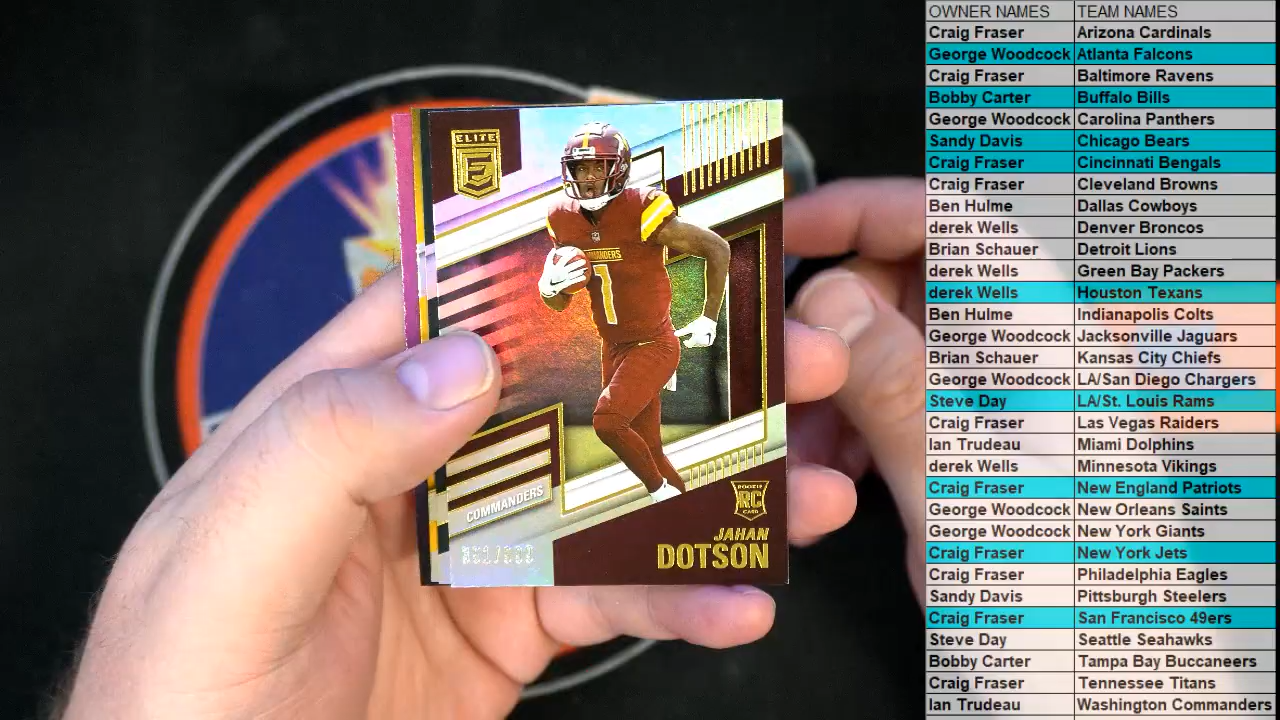 ELITE
E
COMMANDERS
1
COMMANDERS
ROOKIE
RC
CARD
JAHAN
DOTSON
OWNER NAMES TEAM NAMES
Craig Fraser Arizona Cardinals
George Woodcock Atlanta Falcons
Craig Fraser Baltimore Ravens
Bobby Carter Buffalo Bills
George Woodcock Carolina Panthers
Sandy Davis Chicago Bears
Craig Fraser Cincinnati Bengals
Craig Fraser Cleveland Browns
Ben Hulme Dallas Cowboys
derek Wells Denver Broncos
Brian Schauer Detroit Lions
derek Wells Green Bay Packers
derek Wells Houston Texans
Ben Hulme Indianapolis Colts
George Woodcock Jacksonville Jaguars
Brian Schauer Kansas City Chiefs
George Woodcock LA/San Diego Chargers
Steve Day LA/St. Louis Rams
Craig Fraser Las Vegas Raiders
Ian Trudeau Miami Dolphins
derek Wells Minnesota Vikings
Craig Fraser New England Patriots
George Woodcock New Orleans Saints
George Woodcock New York Giants
Craig Fraser New York Jets
Craig Fraser Philadelphia Eagles
Sandy Davis Pittsburgh Steelers
Craig Fraser San Francisco 49ers
Steve Day Seattle Seahawks
Bobby Carter Tampa Bay Buccaneers
Craig Fraser Tennessee Titans
Ian Trudeau Washington Commanders